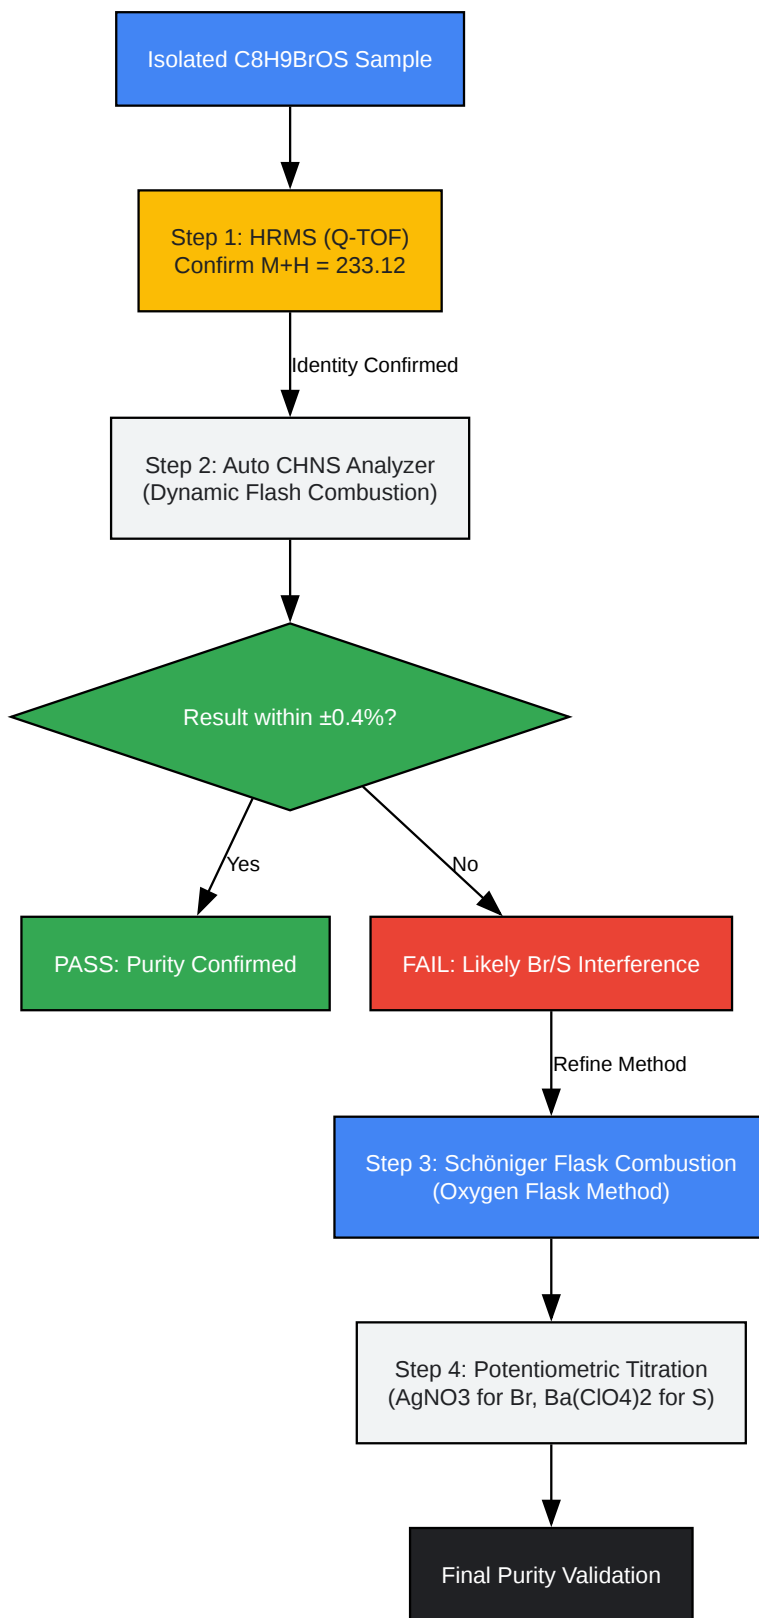 Isolated C8H9BrOS Sample
Step 1: HRMS (Q-TOF)
Confirm M+H = 233.12
Identity Confirmed
Step 2: Auto CHNS Analyzer
(Dynamic Flash Combustion)
Result within ±0.4%?
Yes
No
PASS: Purity Confirmed
FAIL: Likely Br/S Interference
Refine Method
Step 3: Schöniger Flask Combustion
(Oxygen Flask Method)
Step 4: Potentiometric Titration
(AgNO3 for Br, Ba(ClO4)2 for S)
Final Purity Validation